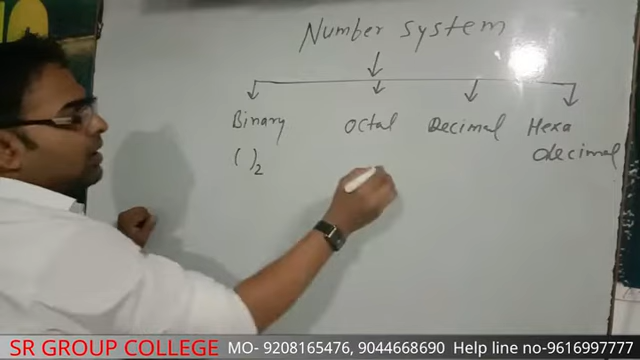 Number system
Binary Octal Decimal Hexa
decimal
( )2
SR GROUP COLLEGE MO- 9208165476, 9044668690 Help line no-9616997777